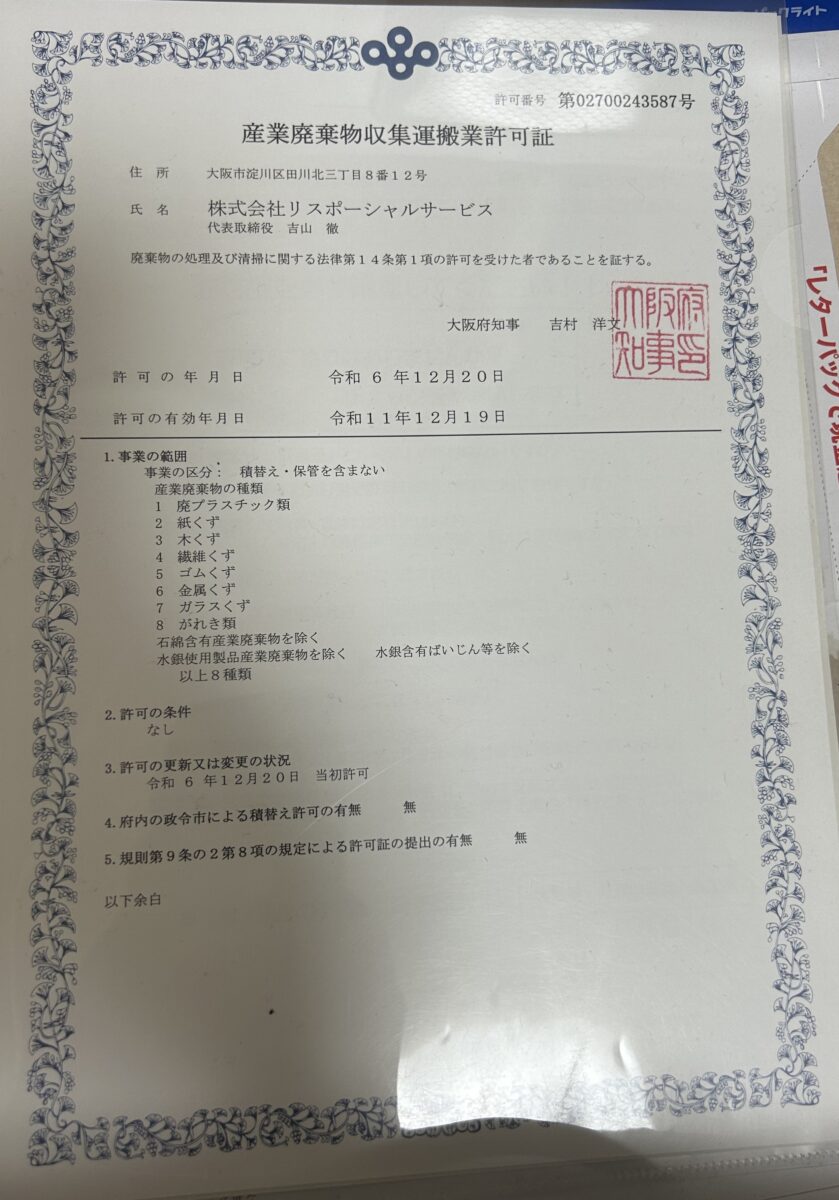 パックライト
許可番号 第02700243587号
産業廃棄物収集運搬業許可証
住所 大阪市淀川区田川北三丁目8番12号
氏名 株式会社リスポーシャルサービス
代表取締役 吉山 徹
廃棄物の処理及び清掃に関する法律第14条第1項の許可を受けた者であることを証する。
大阪府知事 吉村 洋文
大阪府知事印
許可の年月日 令和 6 年12月20日
許可の有効年月日 令和11年12月19日
1.事業の範囲
事業の区分: 積替え・保管を含まない
産業廃棄物の種類
1 廃プラスチック類
2 紙くず
3 木くず
4 繊維くず
5 ゴムくず
6 金属くず
7 ガラスくず
8 がれき類
石綿含有産業廃棄物を除く
水銀使用製品産業廃棄物を除く 水銀含有ばいじん等を除く
以上8種類
2.許可の条件
なし
3.許可の更新又は変更の状況
令和 6 年12月20日 当初許可
4.府内の政令市による積替え許可の有無 無
5.規則第9条の2第8項の規定による許可証の提出の有無 無
以下余白
「レターパックで現金